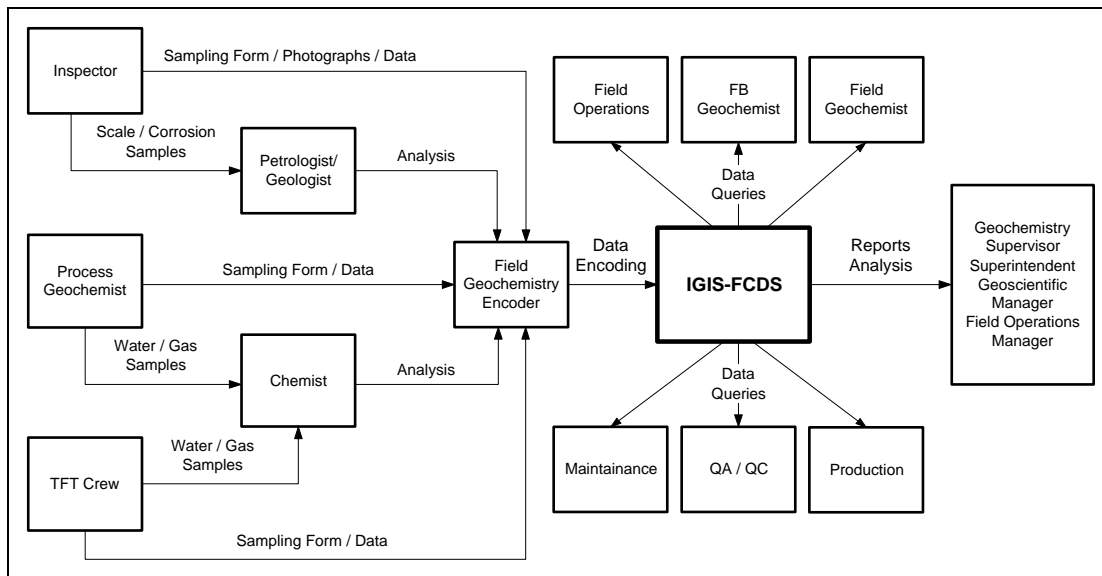 Inspector
Sampling Form / Photographs / Data
Scale / Corrosion
Samples
Petrologist/
Geologist
Analysis
Process
Geochemist
Sampling Form / Data
Water / Gas
Samples
Chemist
Analysis
TFT Crew
Water / Gas
Samples
Sampling Form / Data
Field
Geochemistry
Encoder
Data
Encoding
IGIS-FCDS
Field
Operations
FB
Geochemist
Field
Geochemist
Data
Queries
Reports
Analysis
Geochemistry
Supervisor
Superintendent
Geoscientific
Manager
Field Operations
Manager
Data
Queries
Maintainance
QA / QC
Production